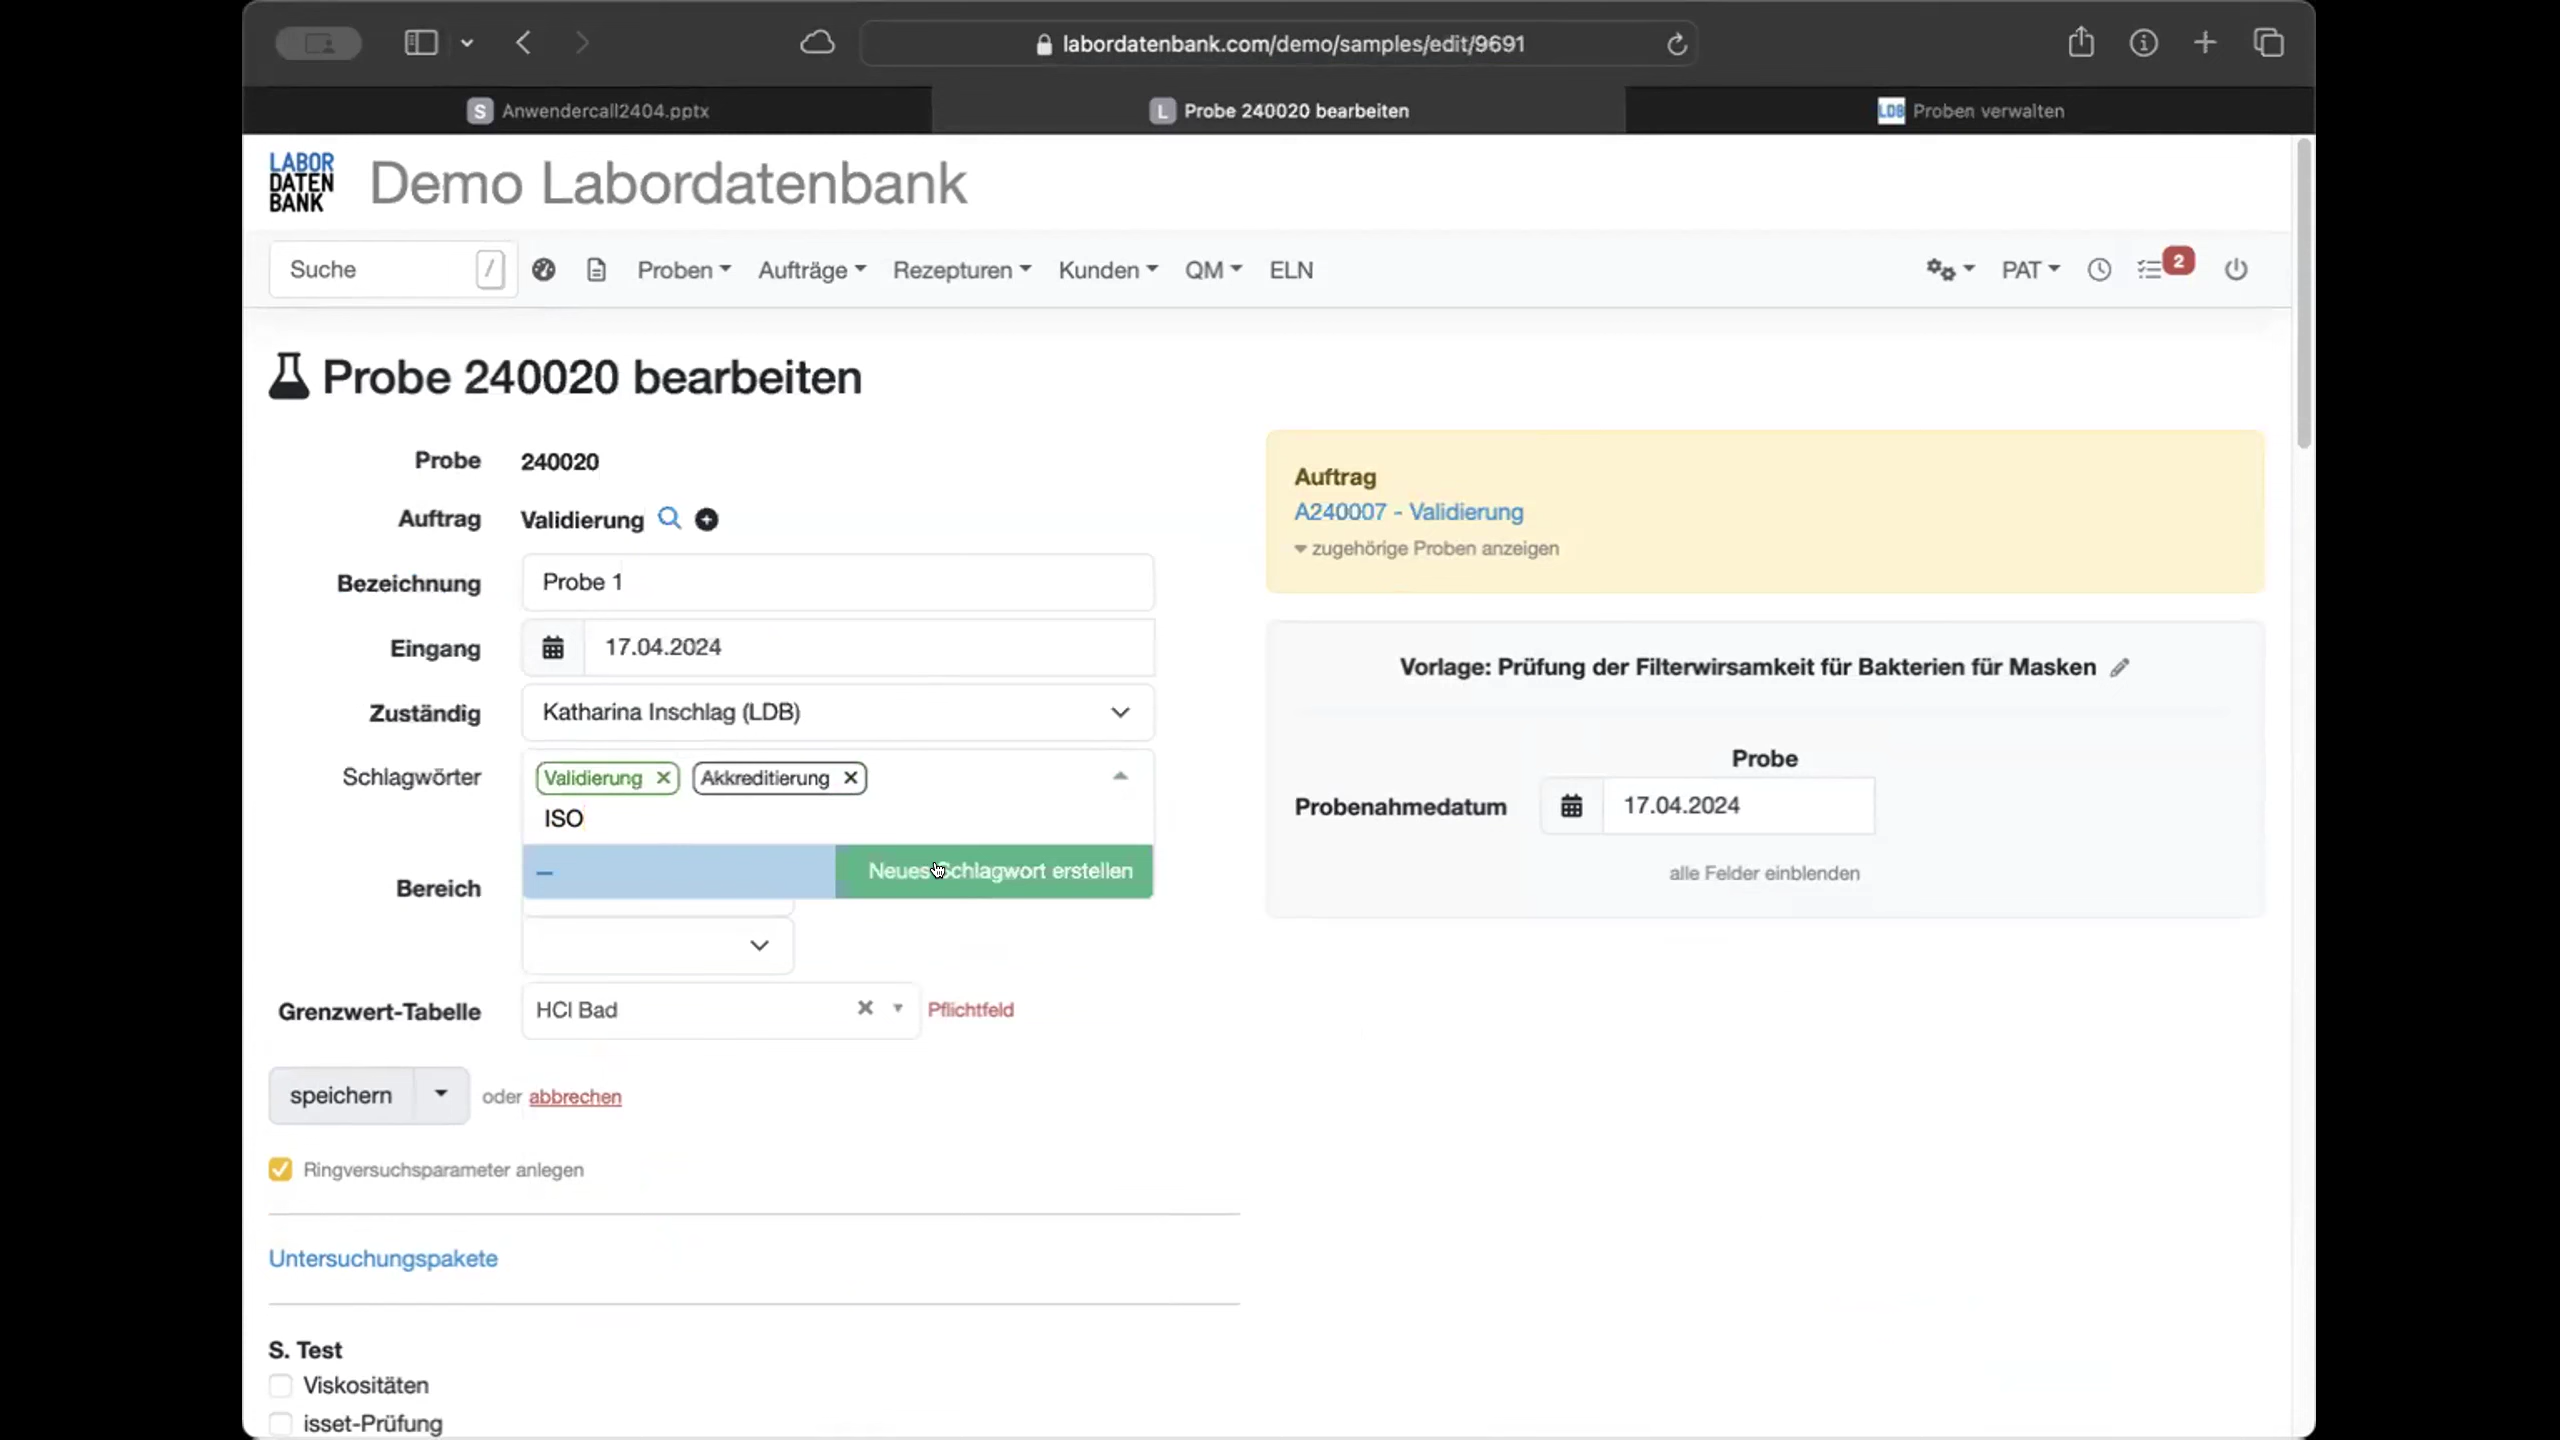 labordatenbank.com/demo/samples/edit/9691
S Anwendercall2404.pptx
L Probe 240020 bearbeiten
LDB Proben verwalten
LABOR
DATEN
BANK
Demo Labordatenbank
Suche / Proben Aufträge Rezepturen Kunden QM ELN PAT 2
Probe 240020 bearbeiten
Probe 240020
Auftrag Validierung
Bezeichnung Probe 1
Eingang 17.04.2024
Zuständig Katharina Inschlag (LDB)
Schlagwörter Validierung × Akkreditierung ×
ISO
– Neues Schlagwort erstellen
Bereich
Grenzwert-Tabelle HCl Bad × Pflichtfeld
speichern oder abbrechen
Ringversuchsparameter anlegen
Untersuchungspakete
S. Test
Viskositäten
isset-Prüfung
Auftrag
A240007 - Validierung
zugehörige Proben anzeigen
Vorlage: Prüfung der Filterwirsamkeit für Bakterien für Masken
Probe
Probenahmedatum 17.04.2024
alle Felder einblenden